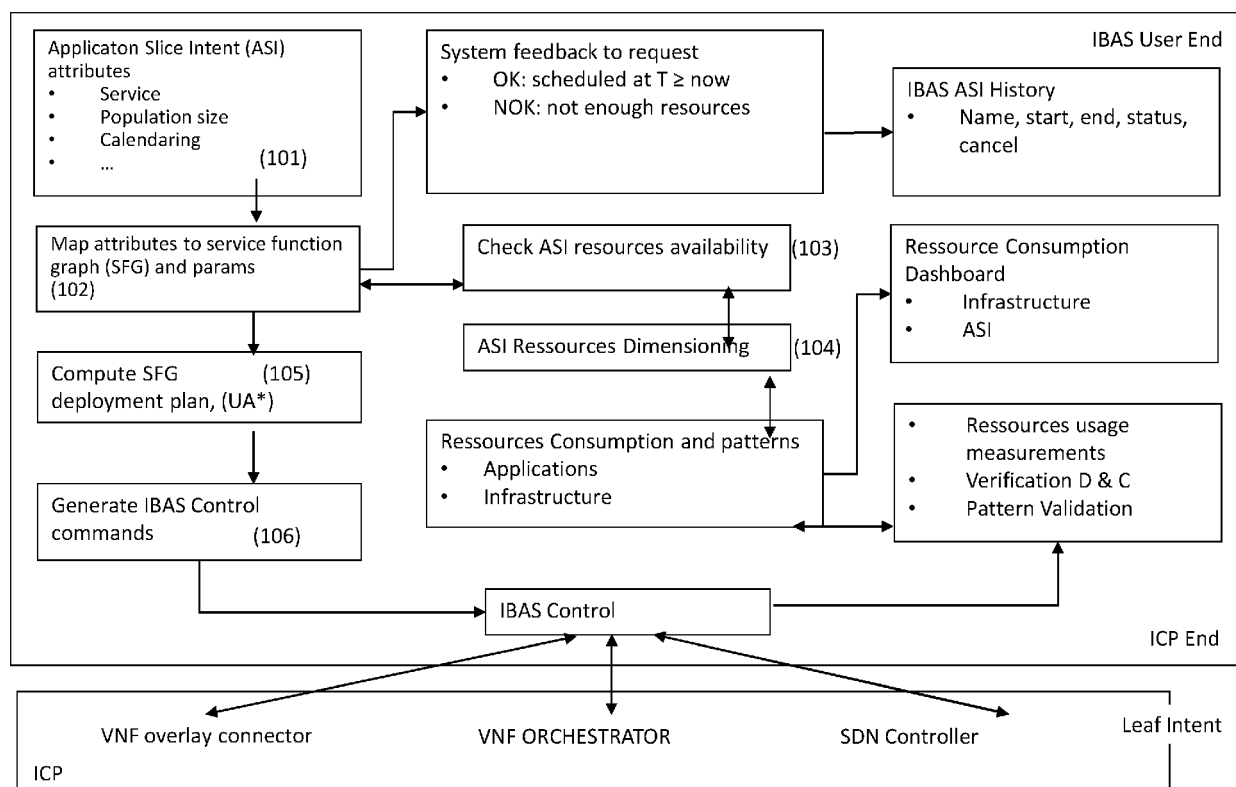 Applicaton Slice Intent (ASI)
attributes
• Service
• Population size
• Calendaring
• ...
(101)
System feedback to request
• OK: scheduled at T ≥ now
• NOK: not enough resources
IBAS User End
IBAS ASI History
• Name, start, end, status,
cancel
Map attributes to service function
graph (SFG) and params
(102)
Check ASI resources availability
(103)
Ressource Consumption
Dashboard
• Infrastructure
• ASI
ASI Ressources Dimensioning
(104)
Compute SFG (105)
deployment plan, (UA*)
Ressources Consumption and patterns
• Applications
• Infrastructure
• Ressources usage
measurements
• Verification D & C
• Pattern Validation
Generate IBAS Control
commands (106)
IBAS Control
ICP End
VNF overlay connector
VNF ORCHESTRATOR
SDN Controller
Leaf Intent
ICP